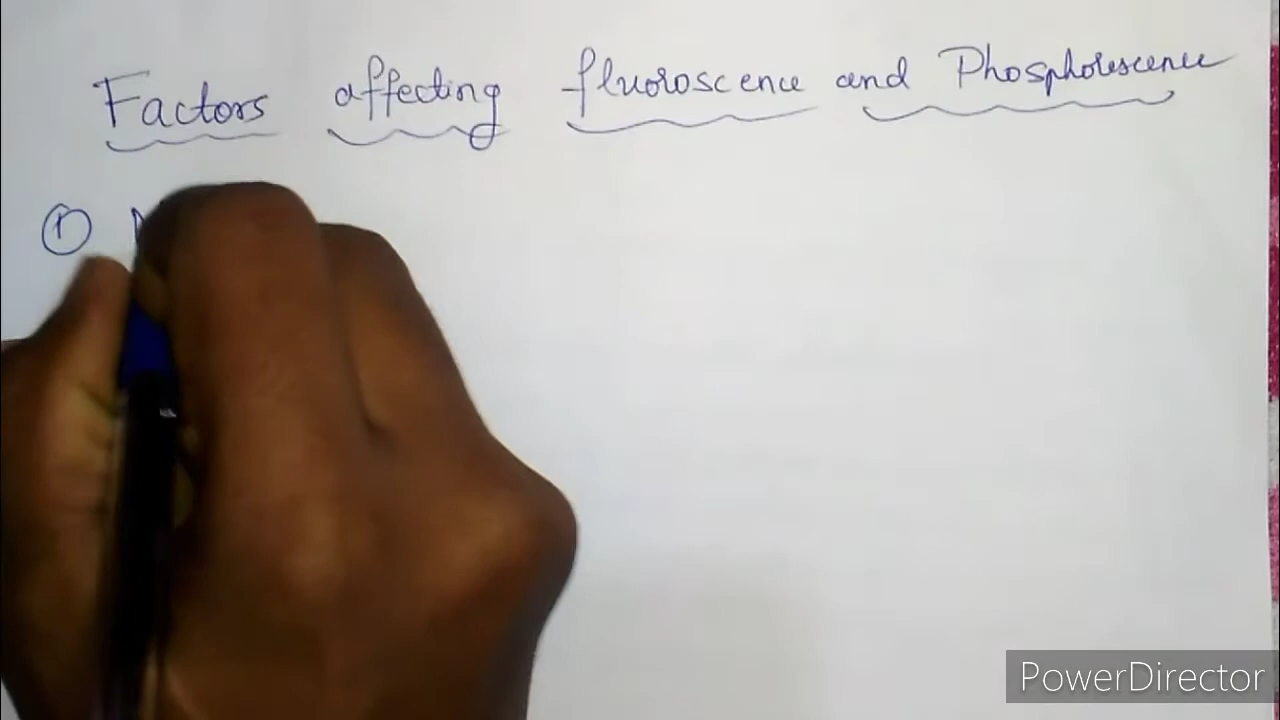 Factors affecting fluoroscence and Phosphorescence
①
PowerDirector